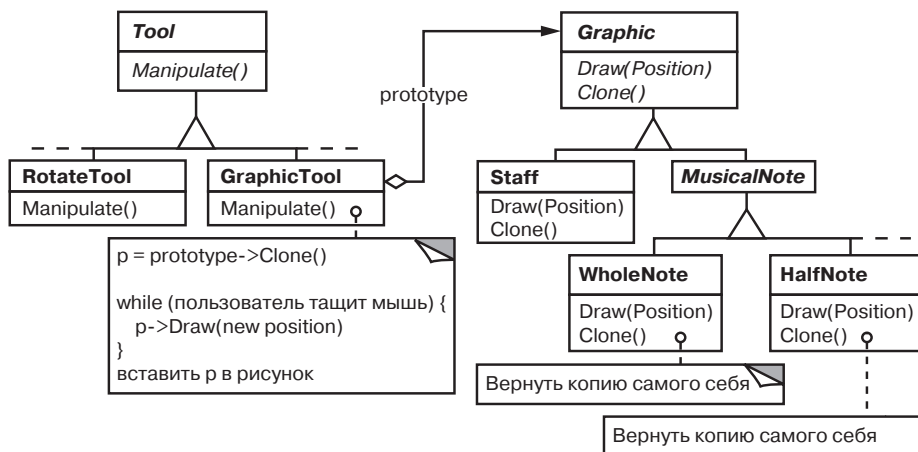 Tool
Manipulate()
Graphic
Draw(Position)
Clone()
prototype
RotateTool
Manipulate()
GraphicTool
Manipulate()
Staff
Draw(Position)
Clone()
MusicalNote
p = prototype->Clone()
while (пользователь тащит мышь) {
p->Draw(new position)
}
вставить p в рисунок
WholeNote
Draw(Position)
Clone()
HalfNote
Draw(Position)
Clone()
Вернуть копию самого себя
Вернуть копию самого себя